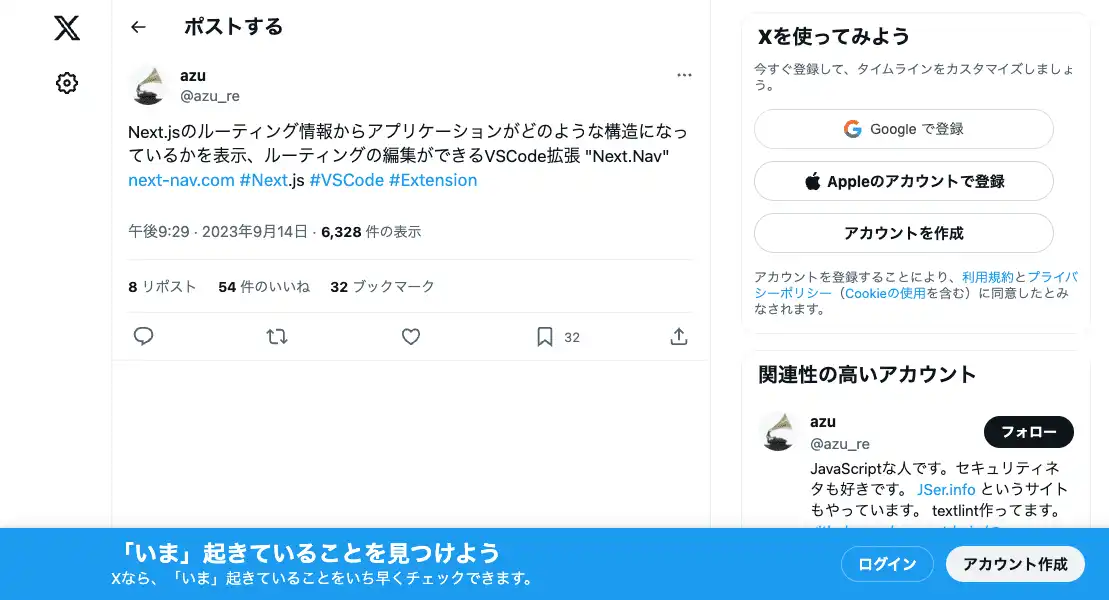 ポストする
azu
@azu_re
Next.jsのルーティング情報からアプリケーションがどのような構造になっ
ているかを表示、ルーティングの編集ができるVSCode拡張 "Next.Nav"
next-nav.com #Next.js #VSCode #Extension
午後9:29 · 2023年9月14日 · 6,328 件の表示
8 リポスト 54 件のいいね 32 ブックマーク
32
Xを使ってみよう
今すぐ登録して、タイムラインをカスタマイズしましょ
う。
Google で登録
Appleのアカウントで登録
アカウントを作成
アカウントを登録することにより、利用規約とプライバ
シーポリシー（Cookieの使用を含む）に同意したとみ
なされます。
関連性の高いアカウント
azu
@azu_re
フォロー
JavaScriptな人です。セキュリティネ
タも好きです。 JSer.info というサイト
もやっています。 textlint作ってます。
「いま」起きていることを見つけよう
Xなら、「いま」起きていることをいち早くチェックできます。
ログイン
アカウント作成